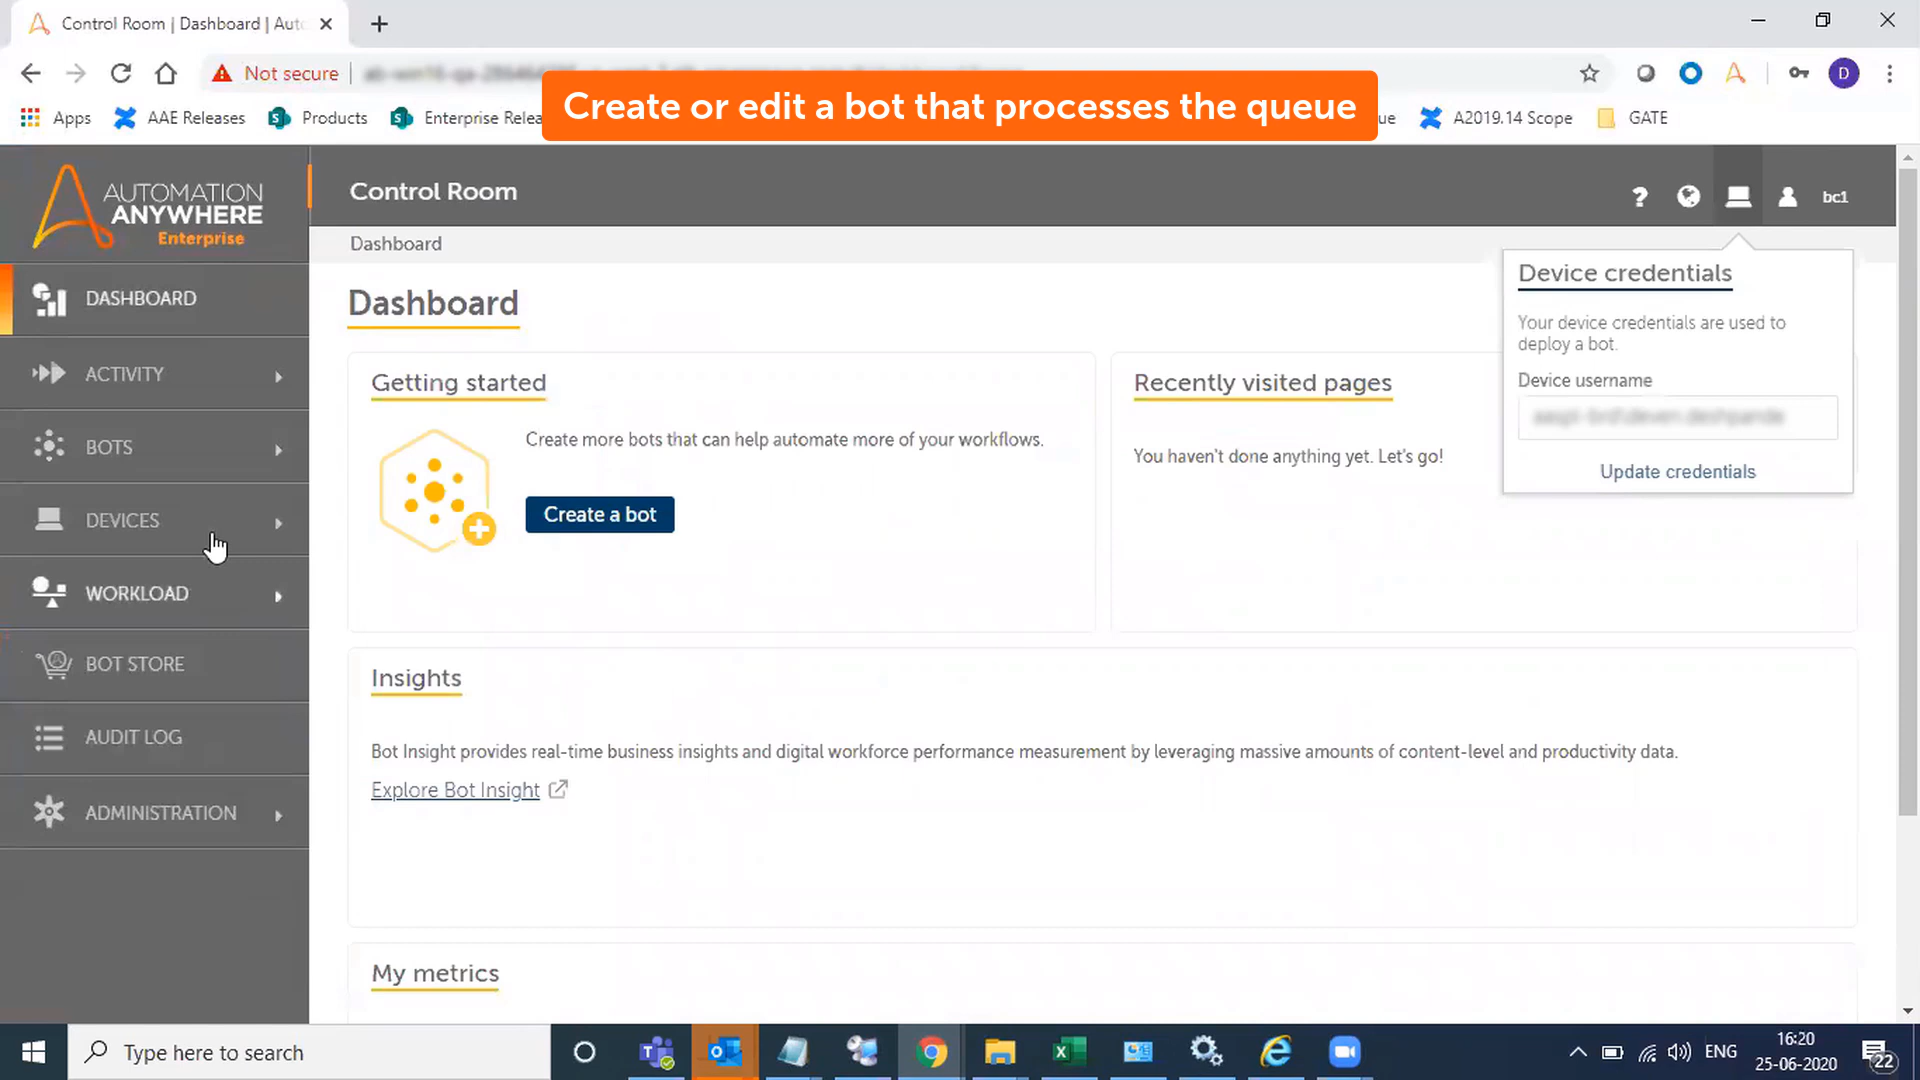 Control Room | Dashboard | Auto
Not secure
Create or edit a bot that processes the queue
D
Apps
AAE Releases
Products
Enterprise Relea
ue
A2019.14 Scope
GATE
AUTOMATION
ANYWHERE
Enterprise
Control Room
?
bc1
Dashboard
DASHBOARD
ACTIVITY
BOTS
DEVICES
WORKLOAD
BOT STORE
AUDIT LOG
ADMINISTRATION
Dashboard
Getting started
Create more bots that can help automate more of your workflows.
Create a bot
Recently visited pages
You haven't done anything yet. Let's go!
Device credentials
Your device credentials are used to
deploy a bot.
Device username
Update credentials
Insights
Bot Insight provides real-time business insights and digital workforce performance measurement by leveraging massive amounts of content-level and productivity data.
Explore Bot Insight
My metrics
Type here to search
ENG
16:20
25-06-2020
22